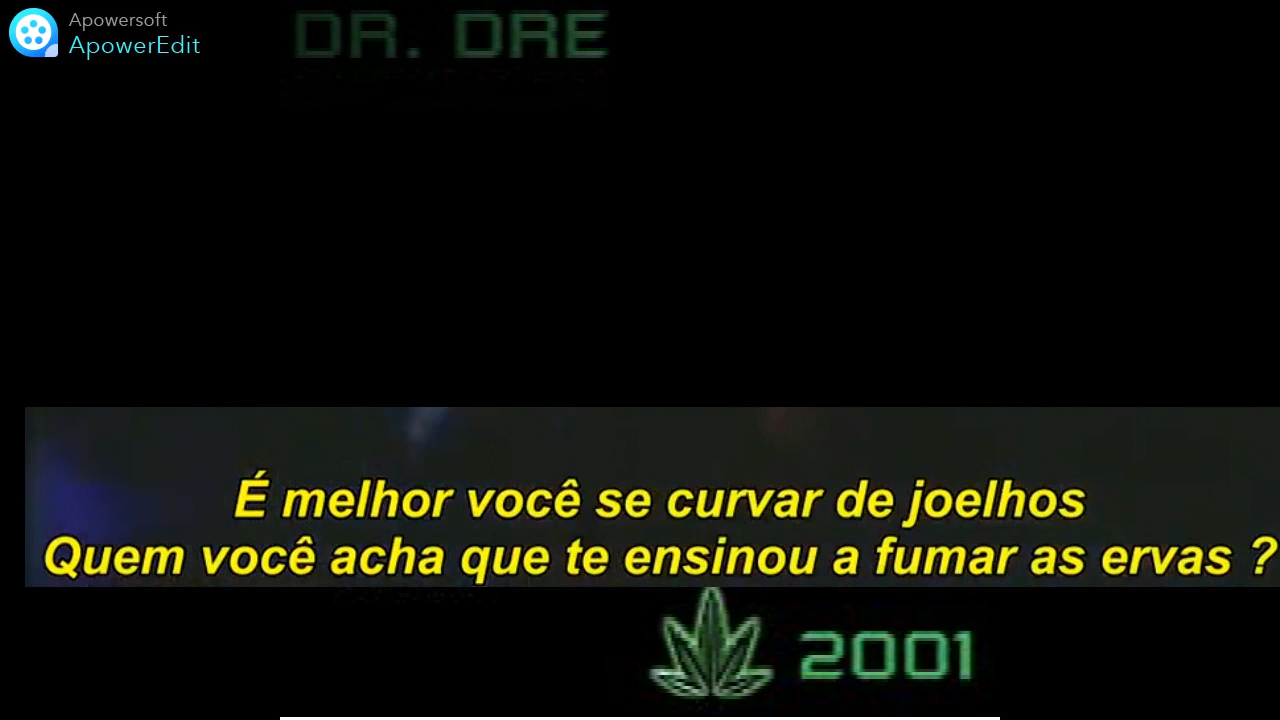 Apowersoft
ApowerEdit
DR. DRE
É melhor você se curvar de joelhos
Quem você acha que te ensinou a fumar as ervas ?
2001